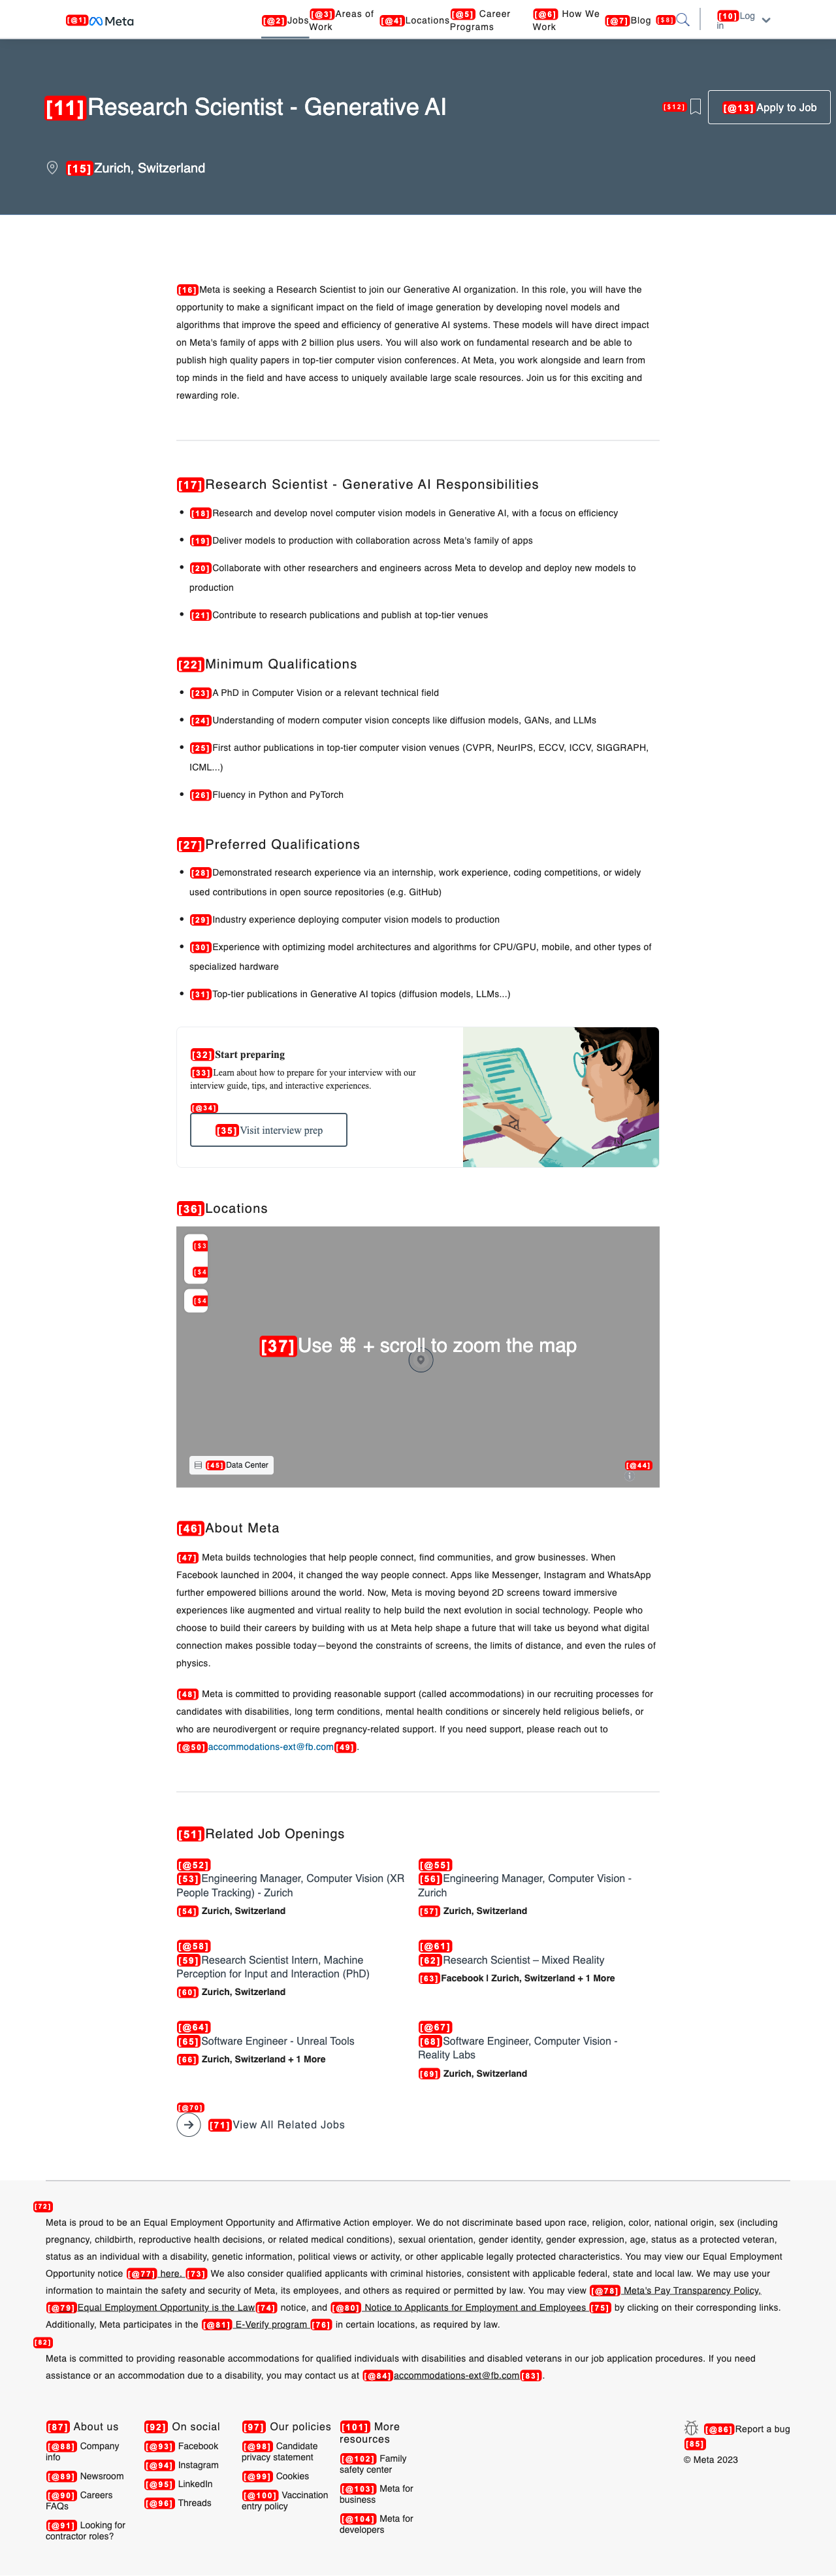 [@1] Meta
[@2] Jobs [@3] Areas of Work [@4] Locations [@5] Career Programs [@6] How We Work [@7] Blog [$8] [10] Log in
[11] Research Scientist - Generative AI
[$12] [@13] Apply to Job
[15] Zurich, Switzerland
[16] Meta is seeking a Research Scientist to join our Generative AI organization. In this role, you will have the
opportunity to make a significant impact on the field of image generation by developing novel models and
algorithms that improve the speed and efficiency of generative AI systems. These models will have direct impact
on Meta's family of apps with 2 billion plus users. You will also work on fundamental research and be able to
publish high quality papers in top-tier computer vision conferences. At Meta, you work alongside and learn from
top minds in the field and have access to uniquely available large scale resources. Join us for this exciting and
rewarding role.
[17] Research Scientist - Generative AI Responsibilities
• [18] Research and develop novel computer vision models in Generative AI, with a focus on efficiency
• [19] Deliver models to production with collaboration across Meta's family of apps
• [20] Collaborate with other researchers and engineers across Meta to develop and deploy new models to
production
• [21] Contribute to research publications and publish at top-tier venues
[22] Minimum Qualifications
• [23] A PhD in Computer Vision or a relevant technical field
• [24] Understanding of modern computer vision concepts like diffusion models, GANs, and LLMs
• [25] First author publications in top-tier computer vision venues (CVPR, NeurIPS, ECCV, ICCV, SIGGRAPH,
ICML...)
• [26] Fluency in Python and PyTorch
[27] Preferred Qualifications
• [28] Demonstrated research experience via an internship, work experience, coding competitions, or widely
used contributions in open source repositories (e.g. GitHub)
• [29] Industry experience deploying computer vision models to production
• [30] Experience with optimizing model architectures and algorithms for CPU/GPU, mobile, and other types of
specialized hardware
• [31] Top-tier publications in Generative AI topics (diffusion models, LLMs...)
[32] Start preparing
[33] Learn about how to prepare for your interview with our
interview guide, tips, and interactive experiences.
[@34]
[35] Visit interview prep
[36] Locations
[$3
[$4
[$4
[37] Use ⌘ + scroll to zoom the map
[45] Data Center
[@44]
[46] About Meta
[47] Meta builds technologies that help people connect, find communities, and grow businesses. When
Facebook launched in 2004, it changed the way people connect. Apps like Messenger, Instagram and WhatsApp
further empowered billions around the world. Now, Meta is moving beyond 2D screens toward immersive
experiences like augmented and virtual reality to help build the next evolution in social technology. People who
choose to build their careers by building with us at Meta help shape a future that will take us beyond what digital
connection makes possible today—beyond the constraints of screens, the limits of distance, and even the rules of
physics.
[48] Meta is committed to providing reasonable support (called accommodations) in our recruiting processes for
candidates with disabilities, long term conditions, mental health conditions or sincerely held religious beliefs, or
who are neurodivergent or require pregnancy-related support. If you need support, please reach out to
[@50] accommodations-ext@fb.com [49].
[51] Related Job Openings
[@52]
[53] Engineering Manager, Computer Vision (XR
People Tracking) - Zurich
[54] Zurich, Switzerland
[@55]
[56] Engineering Manager, Computer Vision -
Zurich
[57] Zurich, Switzerland
[@58]
[59] Research Scientist Intern, Machine
Perception for Input and Interaction (PhD)
[60] Zurich, Switzerland
[@61]
[62] Research Scientist – Mixed Reality
[63] Facebook | Zurich, Switzerland + 1 More
[@64]
[65] Software Engineer - Unreal Tools
[66] Zurich, Switzerland + 1 More
[@67]
[68] Software Engineer, Computer Vision -
Reality Labs
[69] Zurich, Switzerland
[@70]
[71] View All Related Jobs
[72]
Meta is proud to be an Equal Employment Opportunity and Affirmative Action employer. We do not discriminate based upon race, religion, color, national origin, sex (including
pregnancy, childbirth, reproductive health decisions, or related medical conditions), sexual orientation, gender identity, gender expression, age, status as a protected veteran,
status as an individual with a disability, genetic information, political views or activity, or other applicable legally protected characteristics. You may view our Equal Employment
Opportunity notice [@77] here. [73] We also consider qualified applicants with criminal histories, consistent with applicable federal, state and local law. We may use your
information to maintain the safety and security of Meta, its employees, and others as required or permitted by law. You may view [@78] Meta's Pay Transparency Policy,
[@79] Equal Employment Opportunity is the Law [74] notice, and [@80] Notice to Applicants for Employment and Employees [75] by clicking on their corresponding links.
Additionally, Meta participates in the [@81] E-Verify program [76] in certain locations, as required by law.
[82]
Meta is committed to providing reasonable accommodations for qualified individuals with disabilities and disabled veterans in our job application procedures. If you need
assistance or an accommodation due to a disability, you may contact us at [@84] accommodations-ext@fb.com [83].
[87] About us
[@88] Company
info
[@89] Newsroom
[@90] Careers
FAQs
[@91] Looking for
contractor roles?
[92] On social
[@93] Facebook
[@94] Instagram
[@95] LinkedIn
[@96] Threads
[97] Our policies
[@98] Candidate
privacy statement
[@99] Cookies
[@100] Vaccination
entry policy
[101] More
resources
[@102] Family
safety center
[@103] Meta for
business
[@104] Meta for
developers
[@86] Report a bug
[85]
© Meta 2023